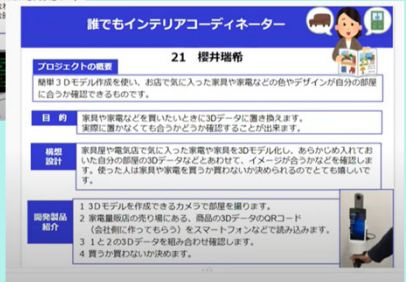 誰でもインテリアコーディネーター
21 櫻井瑞希
プロジェクトの概要
簡単3Dモデル作成を使い、お店で気に入った家具や家電などの色やデザインが自分の部屋
に合うか確認できるものです。
目 的
家具や家電などを買いたいときに3Dデータに置き換えます。
実際に置かなくても合うかどうか確認することが出来ます。
構想
設計
家具屋や電気店で気に入った家電や家具を3Dモデル化し、あらかじめ入れてお
いた自分の部屋の3Dデータなどとあわせて、イメージが合うかなどを確認しま
す。使った人は家具や家電を買うか買わないか決められるのでとても嬉しいで
す。
開発製品
紹介
1 3Dモデルを作成できるカメラで部屋を撮ります。
2 家電量販店の売り場にある、商品の3DデータのQRコード
(会社側に作ってもらう)をスマートフォンなどで読み込みます。
3 1と2の3Dデータを組み合わせ確認します。
4 買うか買わないか決めます。